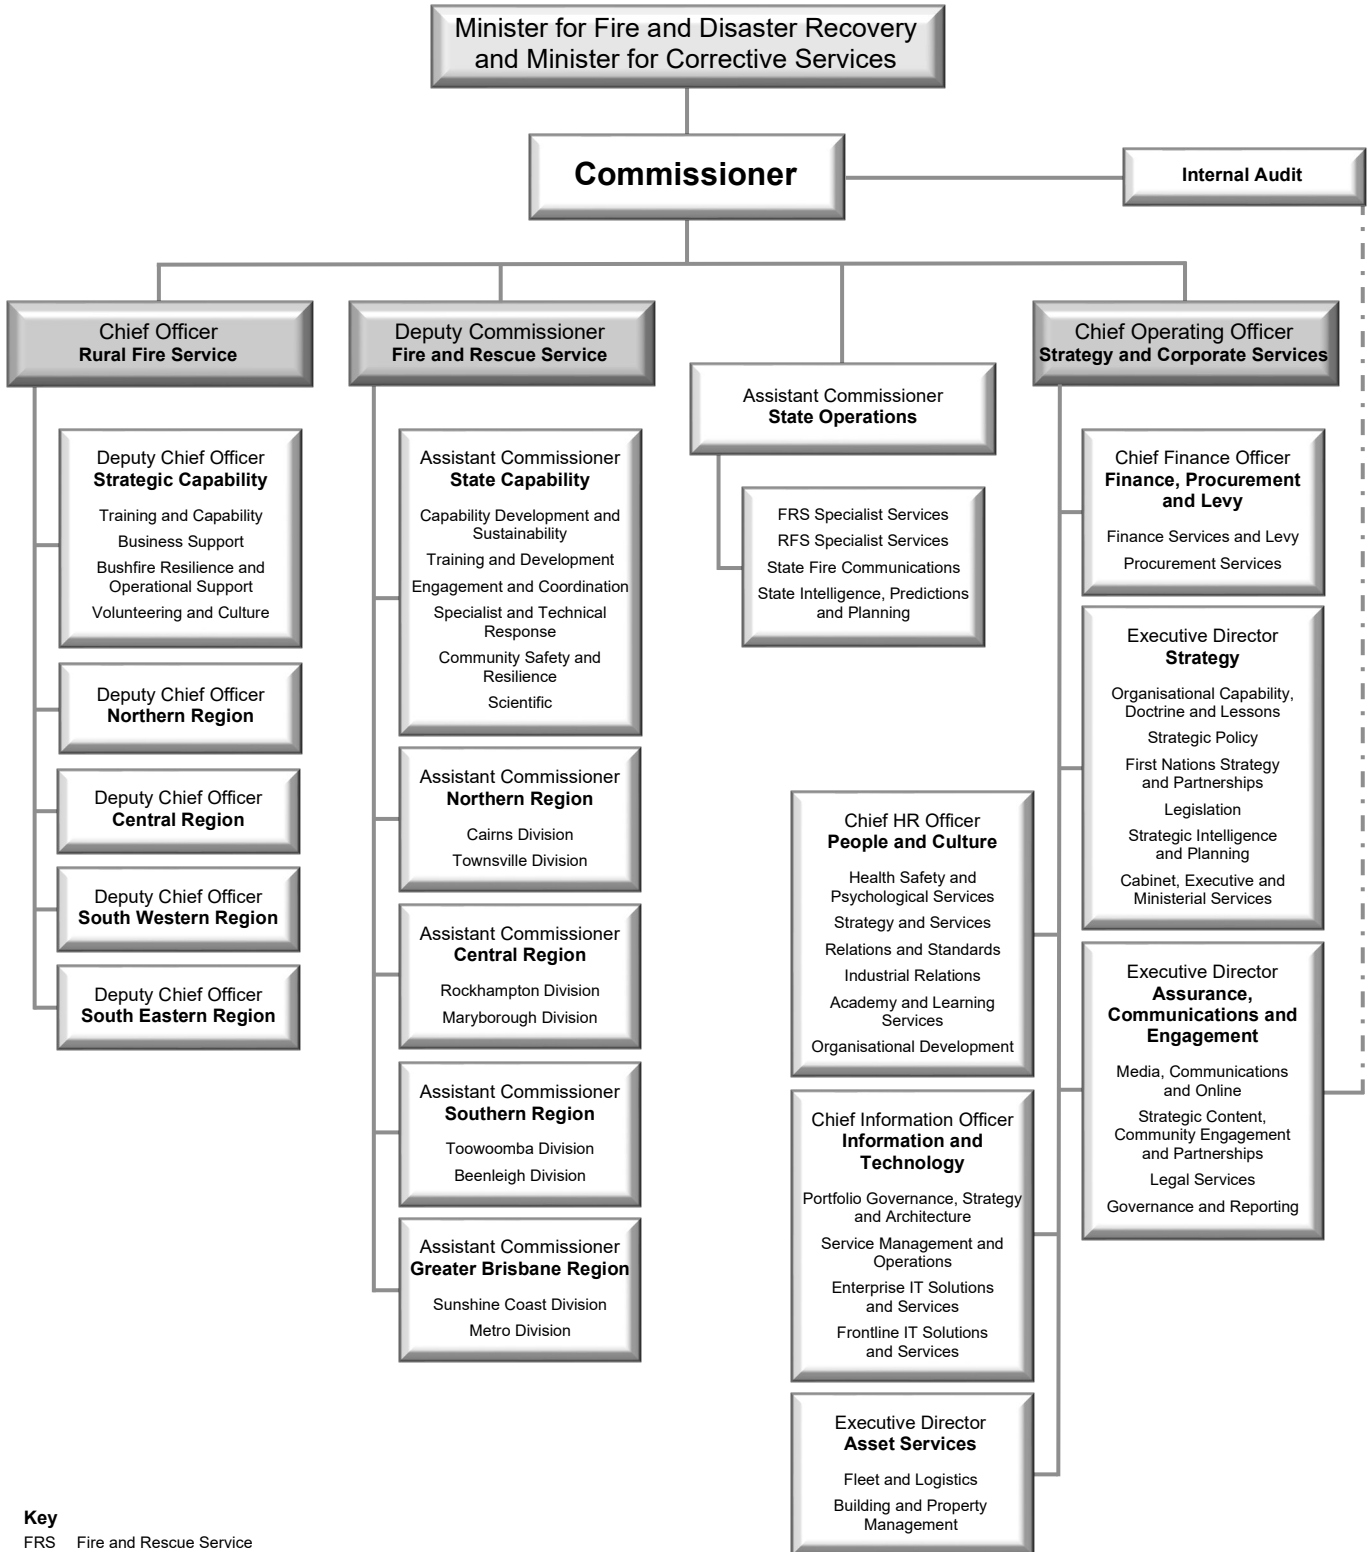 Minister for Fire and Disaster Recovery
and Minister for Corrective Services
Commissioner
Internal Audit
Chief Officer
Rural Fire Service
Deputy Chief Officer
Strategic Capability
Training and Capability
Business Support
Bushfire Resilience and
Operational Support
Volunteering and Culture
Deputy Chief Officer
Northern Region
Deputy Chief Officer
Central Region
Deputy Chief Officer
South Western Region
Deputy Chief Officer
South Eastern Region
Deputy Commissioner
Fire and Rescue Service
Assistant Commissioner
State Capability
Capability Development and
Sustainability
Training and Development
Engagement and Coordination
Specialist and Technical
Response
Community Safety and
Resilience
Scientific
Assistant Commissioner
Northern Region
Cairns Division
Townsville Division
Assistant Commissioner
Central Region
Rockhampton Division
Maryborough Division
Assistant Commissioner
Southern Region
Toowoomba Division
Beenleigh Division
Assistant Commissioner
Greater Brisbane Region
Sunshine Coast Division
Metro Division
Assistant Commissioner
State Operations
FRS Specialist Services
RFS Specialist Services
State Fire Communications
State Intelligence, Predictions
and Planning
Chief Operating Officer
Strategy and Corporate Services
Chief Finance Officer
Finance, Procurement
and Levy
Finance Services and Levy
Procurement Services
Executive Director
Strategy
Organisational Capability,
Doctrine and Lessons
Strategic Policy
First Nations Strategy
and Partnerships
Legislation
Strategic Intelligence
and Planning
Cabinet, Executive and
Ministerial Services
Executive Director
Assurance,
Communications and
Engagement
Media, Communications
and Online
Strategic Content,
Community Engagement
and Partnerships
Legal Services
Governance and Reporting
Chief HR Officer
People and Culture
Health Safety and
Psychological Services
Strategy and Services
Relations and Standards
Industrial Relations
Academy and Learning
Services
Organisational Development
Chief Information Officer
Information and
Technology
Portfolio Governance, Strategy
and Architecture
Service Management and
Operations
Enterprise IT Solutions
and Services
Frontline IT Solutions
and Services
Executive Director
Asset Services
Fleet and Logistics
Building and Property
Management
Key
FRS Fire and Rescue Service